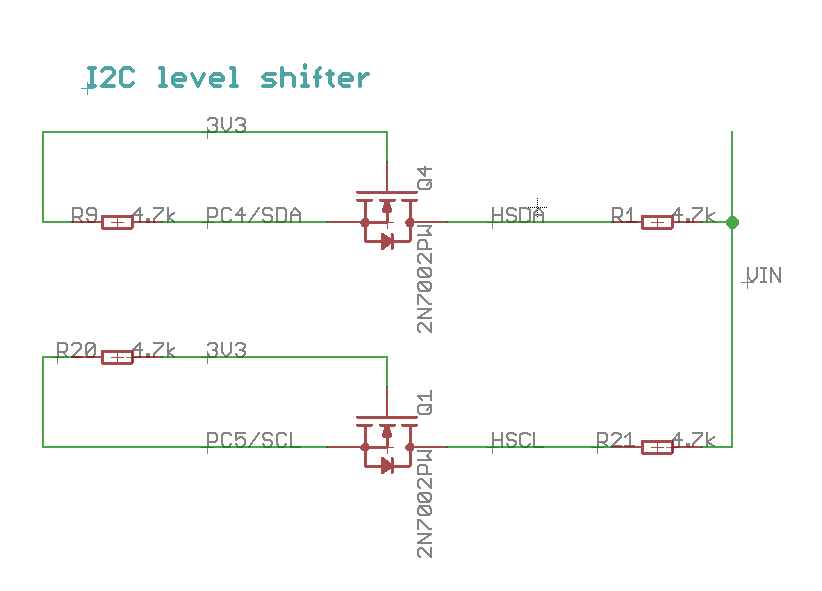 I2C level shifter
3V3
Q4
R9 4.7k PC4/SDA HSDA R1 4.7k
2N7002PW
VIN
R20 4.7k 3V3
Q1
PC5/SCL HSCL R21 4.7k
2N7002PW